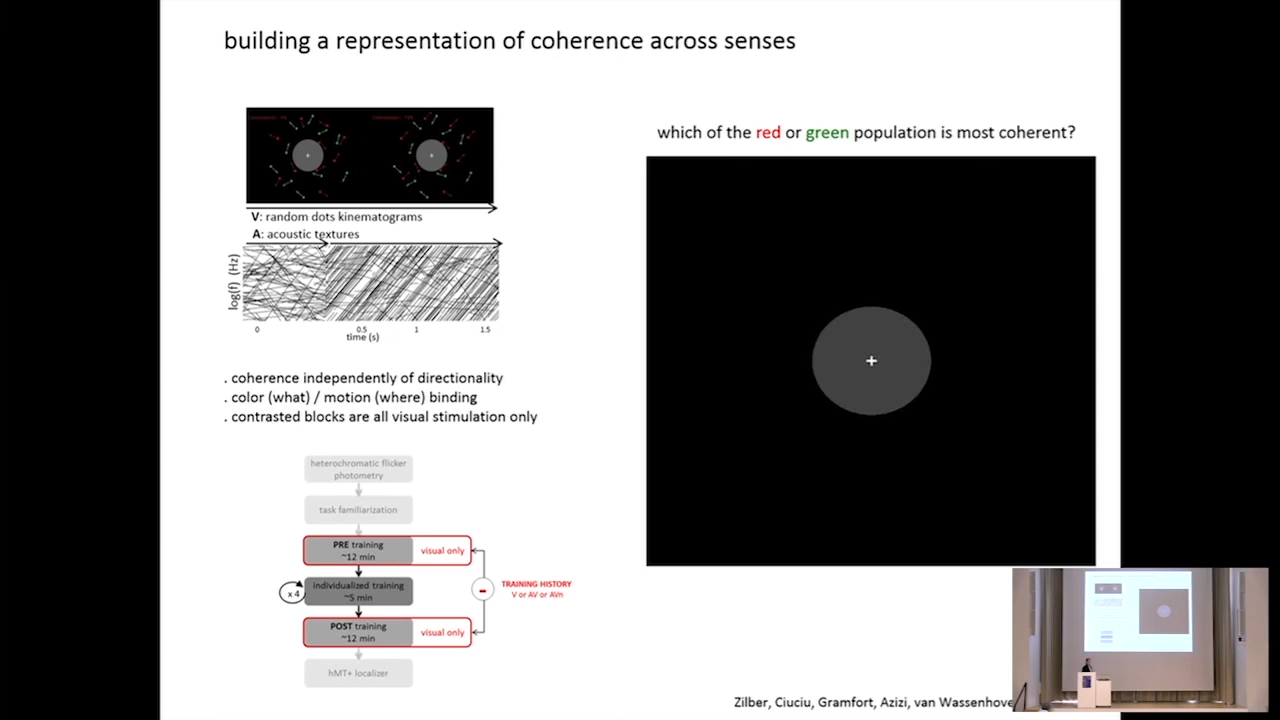 building a representation of coherence across senses
which of the red or green population is most coherent?
V: random dots kinematograms
A: acoustic textures
log(f) (Hz)
0 0.5 1 1.5
time (s)
. coherence independently of directionality
. color (what) / motion (where) binding
. contrasted blocks are all visual stimulation only
heterochromatic flicker
photometry
task familiarization
PRE training
~12 min
visual only
individualized training
~5 min
x 4
-
TRAINING HISTORY
V or AV or AVn
POST training
~12 min
visual only
hMT+ localizer
Zilber, Ciuciu, Gramfort, Azizi, van Wassenhove